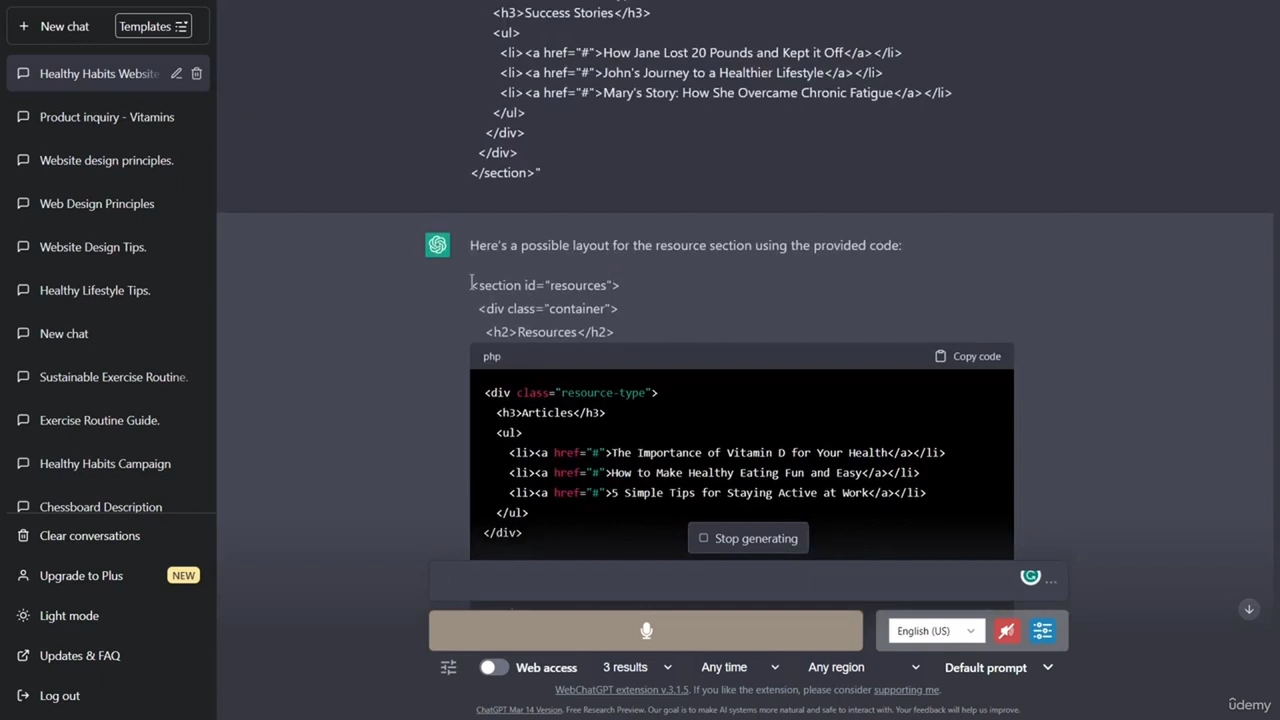 New chat
Templates
Healthy Habits Website
Product inquiry - Vitamins
Website design principles.
Web Design Principles
Website Design Tips.
Healthy Lifestyle Tips.
New chat
Sustainable Exercise Routine.
Exercise Routine Guide.
Healthy Habits Campaign
Chessboard Description
Clear conversations
Upgrade to Plus NEW
Light mode
Updates & FAQ
Log out
<h3>Success Stories</h3>
<ul>
<li><a href="#">How Jane Lost 20 Pounds and Kept it Off</a></li>
<li><a href="#">John's Journey to a Healthier Lifestyle</a></li>
<li><a href="#">Mary's Story: How She Overcame Chronic Fatigue</a></li>
</ul>
</div>
</div>
</section>"
Here's a possible layout for the resource section using the provided code:
<section id="resources">
<div class="container">
<h2>Resources</h2>
php Copy code
<div class="resource-type">
<h3>Articles</h3>
<ul>
<li><a href="#">The Importance of Vitamin D for Your Health</a></li>
<li><a href="#">How to Make Healthy Eating Fun and Easy</a></li>
<li><a href="#">5 Simple Tips for Staying Active at Work</a></li>
</ul>
</div>
Stop generating
English (US)
Web access 3 results Any time Any region Default prompt
WebChatGPT extension v.3.1.5. If you like the extension, please consider supporting me.
ChatGPT Mar 14 Version. Free Research Preview. Our goal is to make AI systems more natural and safe to interact with. Your feedback will help us improve.
ûdemy